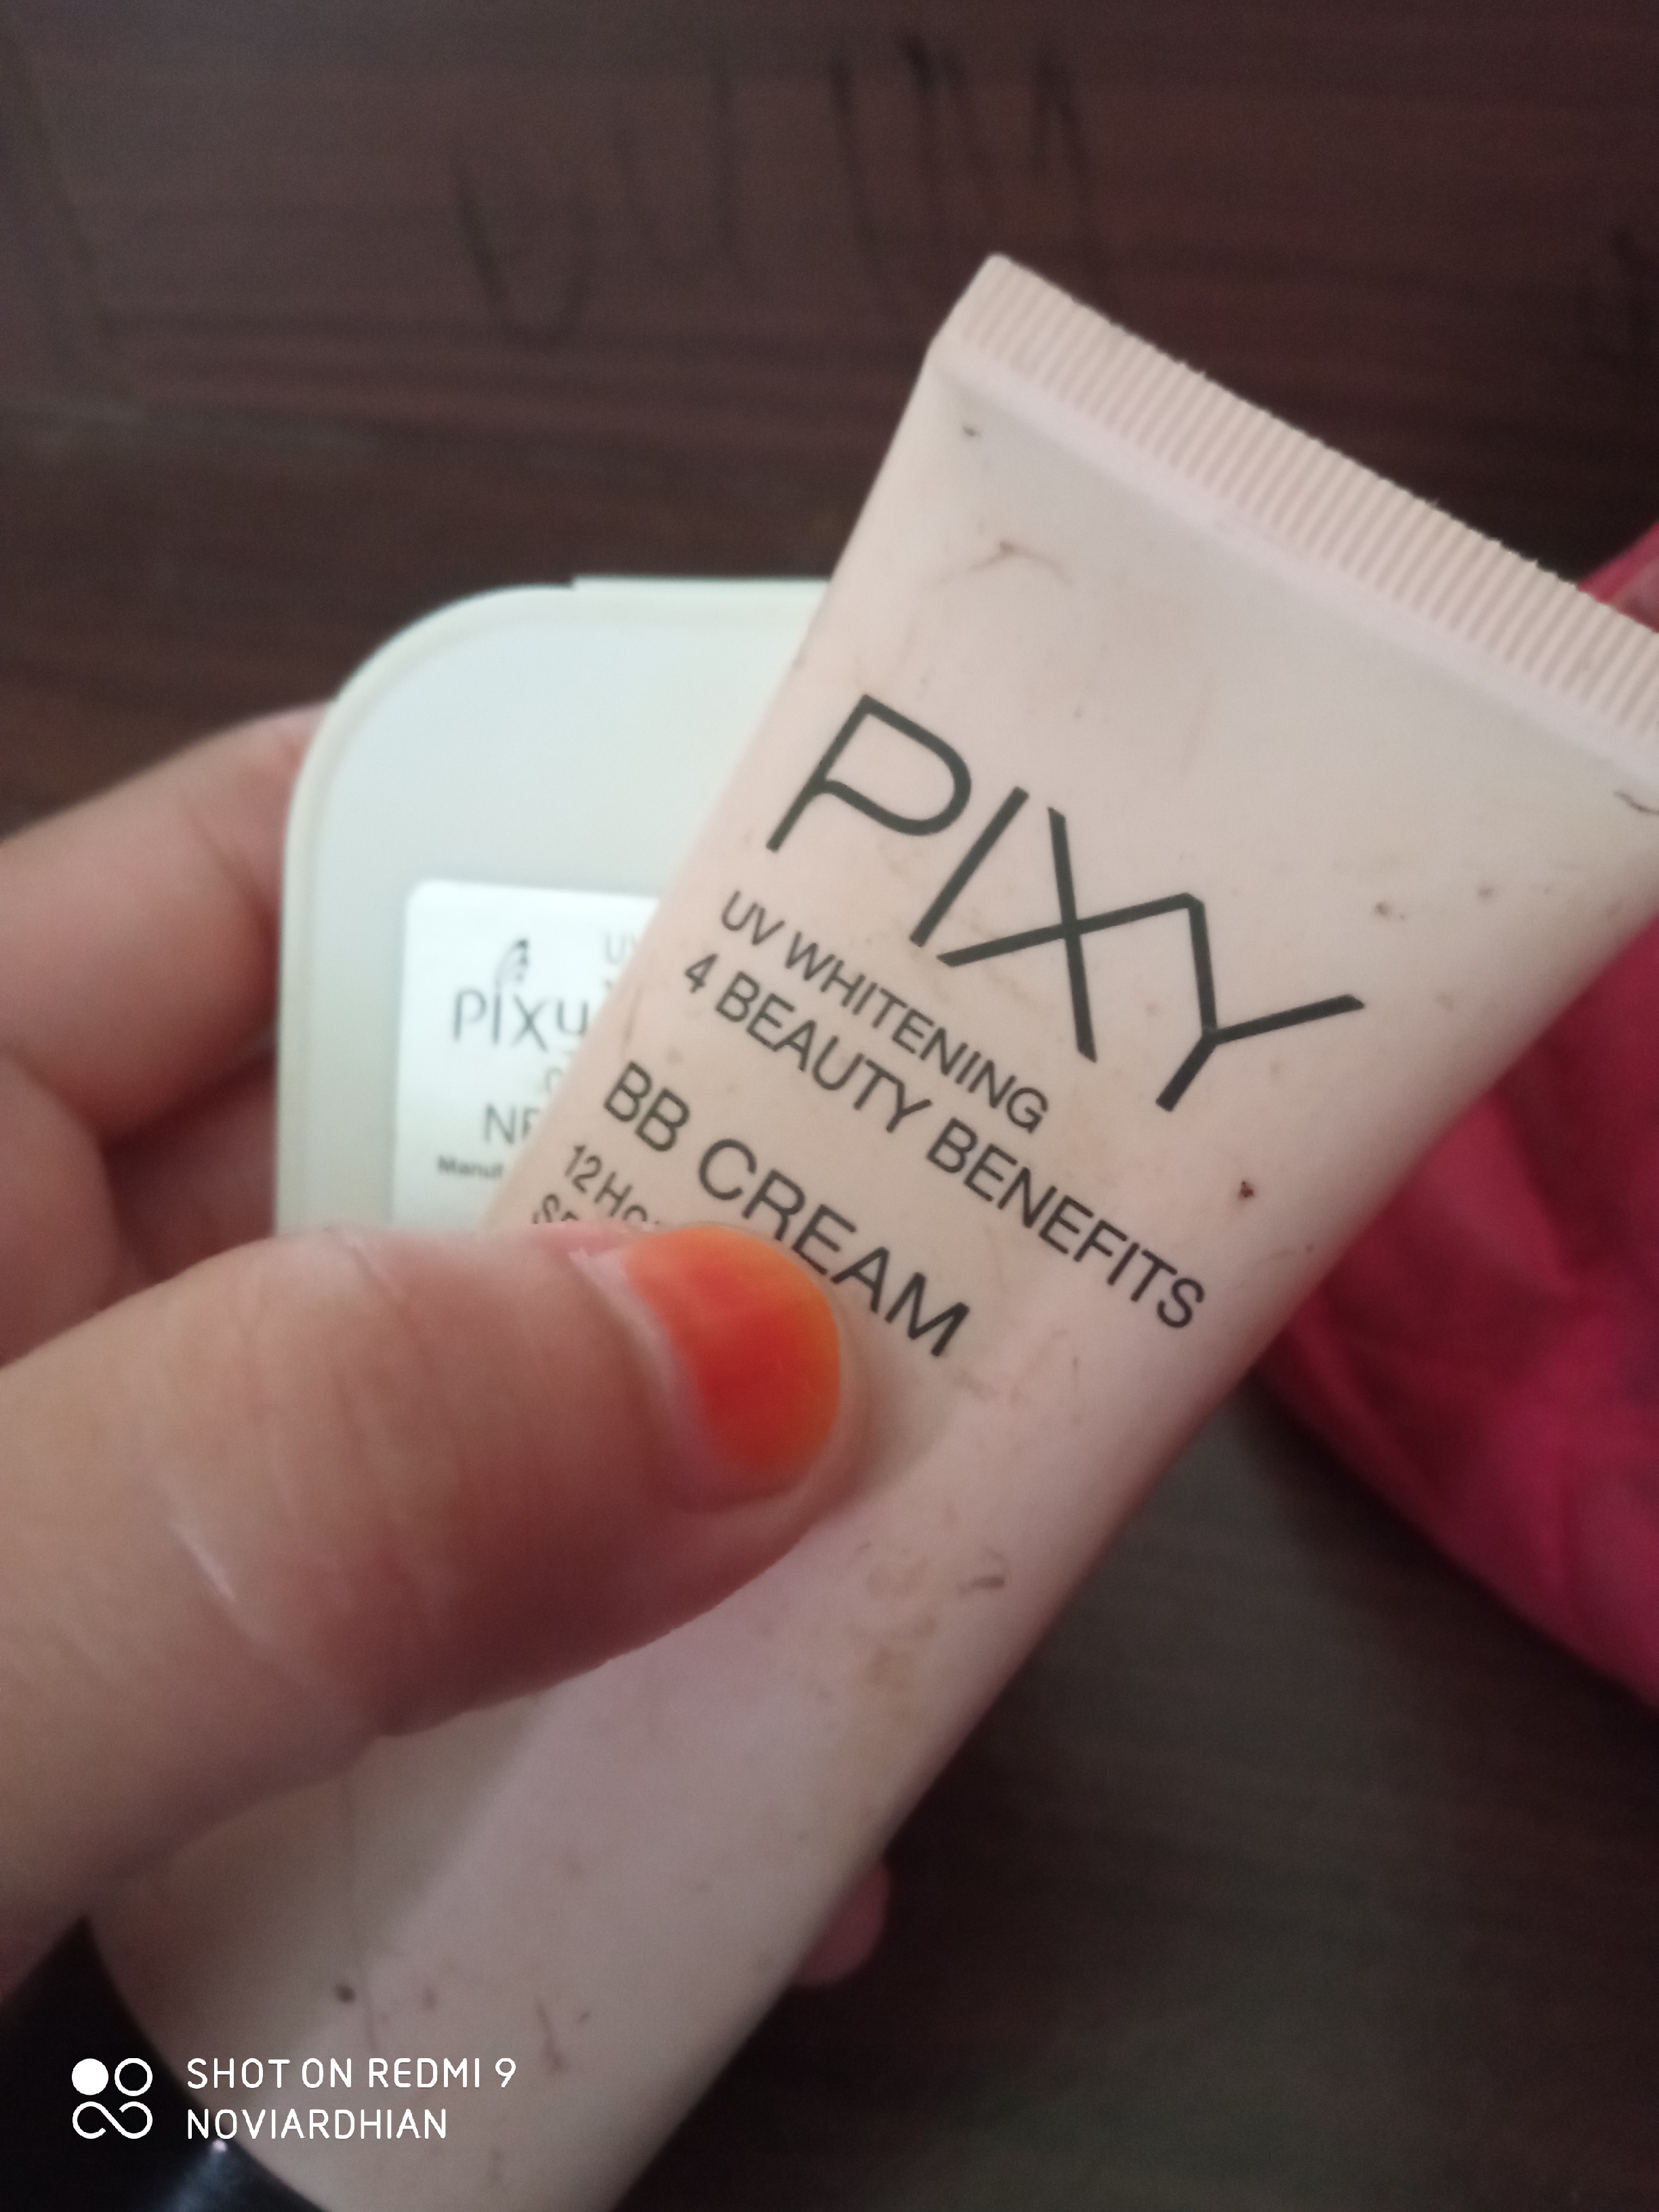 PIXY
UV WHITENING
4 BEAUTY BENEFITS
BB CREAM
pixy
SHOT ON REDMI 9
NOVIARDHIAN